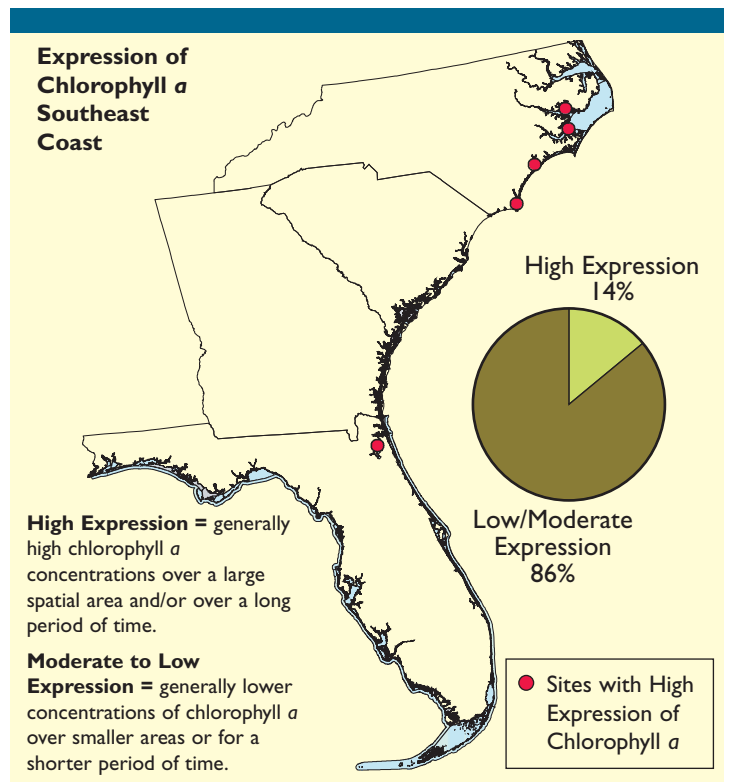 Expression of
Chlorophyll a
Southeast
Coast
High Expression
14%
Low/Moderate
Expression
86%
High Expression = generally
high chlorophyll a
concentrations over a large
spatial area and/or over a long
period of time.
Moderate to Low
Expression = generally lower
concentrations of chlorophyll a
over smaller areas or for a
shorter period of time.
Sites with High
Expression of
Chlorophyll a